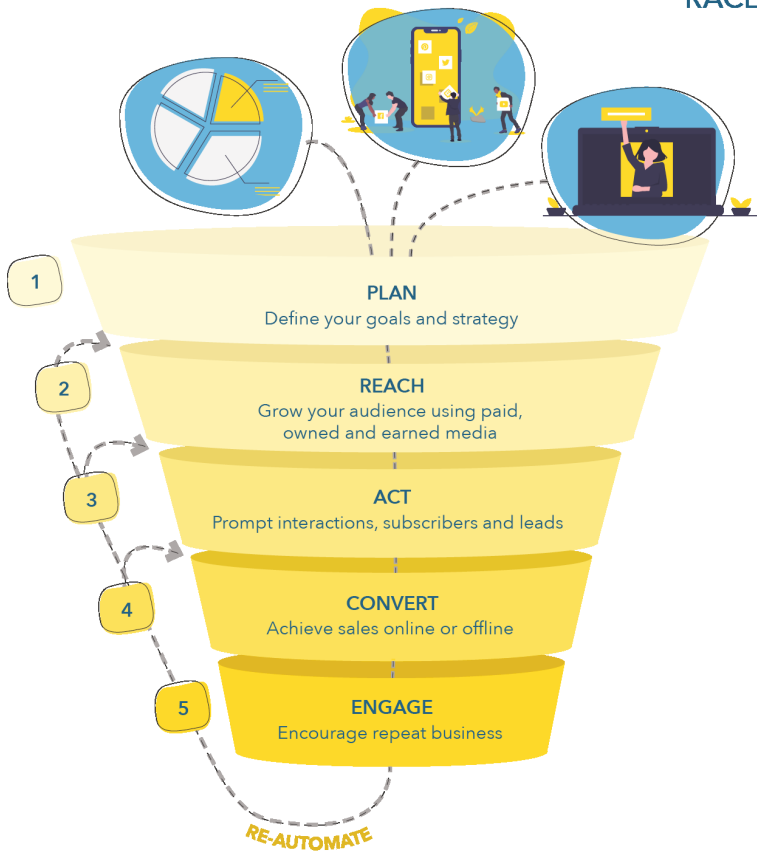 RACE
1
PLAN
Define your goals and strategy
2
REACH
Grow your audience using paid,
owned and earned media
3
ACT
Prompt interactions, subscribers and leads
4
CONVERT
Achieve sales online or offline
5
ENGAGE
Encourage repeat business
RE-AUTOMATE